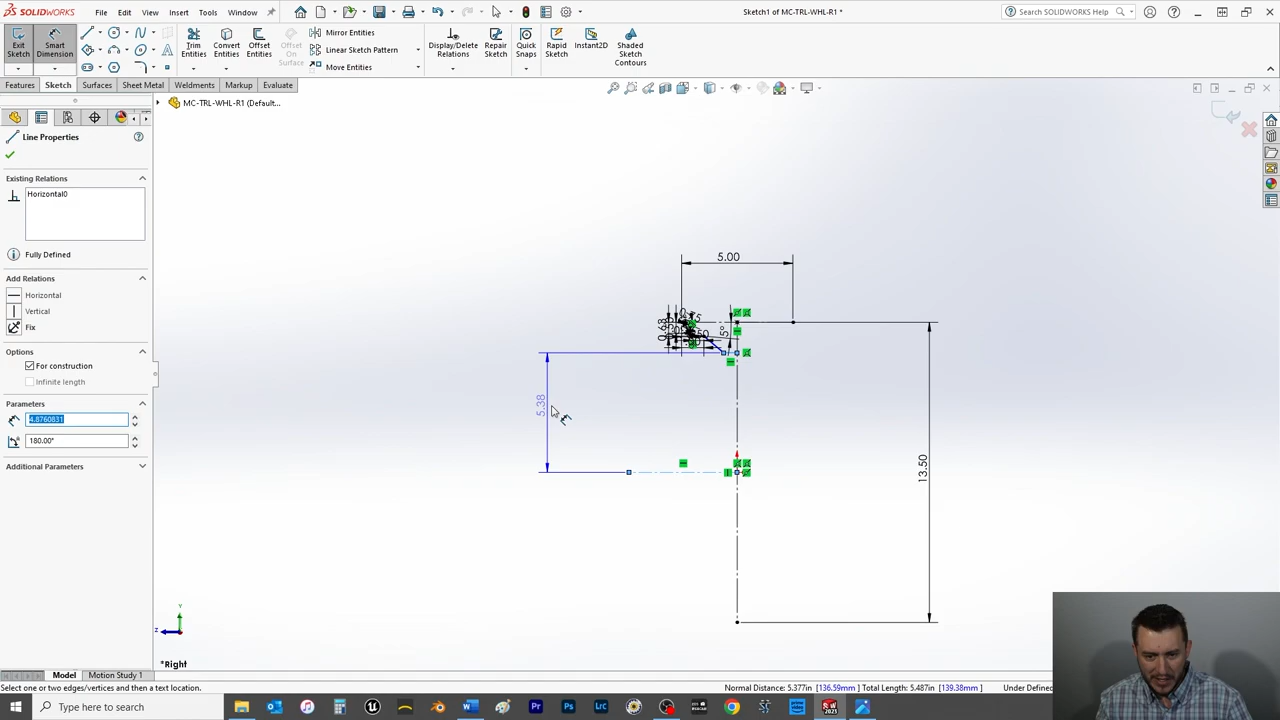 SOLIDWORKS
File
Edit
View
Insert
Tools
Window
Sketch1 of MC-TRL-WHL-R1 *
Search SOLIDWORKS Help
Exit Sketch
Smart Dimension
Trim Entities
Convert Entities
Offset Entities
Offset On Surface
Mirror Entities
Linear Sketch Pattern
Move Entities
Display/Delete Relations
Repair Sketch
Quick Snaps
Rapid Sketch
Instant2D
Shaded Sketch Contours
Features
Sketch
Surfaces
Sheet Metal
Weldments
Markup
Evaluate
MC-TRL-WHL-R1 (Default...
Line Properties
Existing Relations
Horizontal0
Fully Defined
Add Relations
Horizontal
Vertical
Fix
Options
For construction
Infinite length
Parameters
4.8760831
180.00°
Additional Parameters
5.00
5°
5.38
13.50
Y
Z
*Right
Model
Motion Study 1
Select one or two edges/vertices and then a text location.
Normal Distance: 5.377in [136.59mm] Total Length: 5.487in [139.38mm]
Under Defined
Type here to search